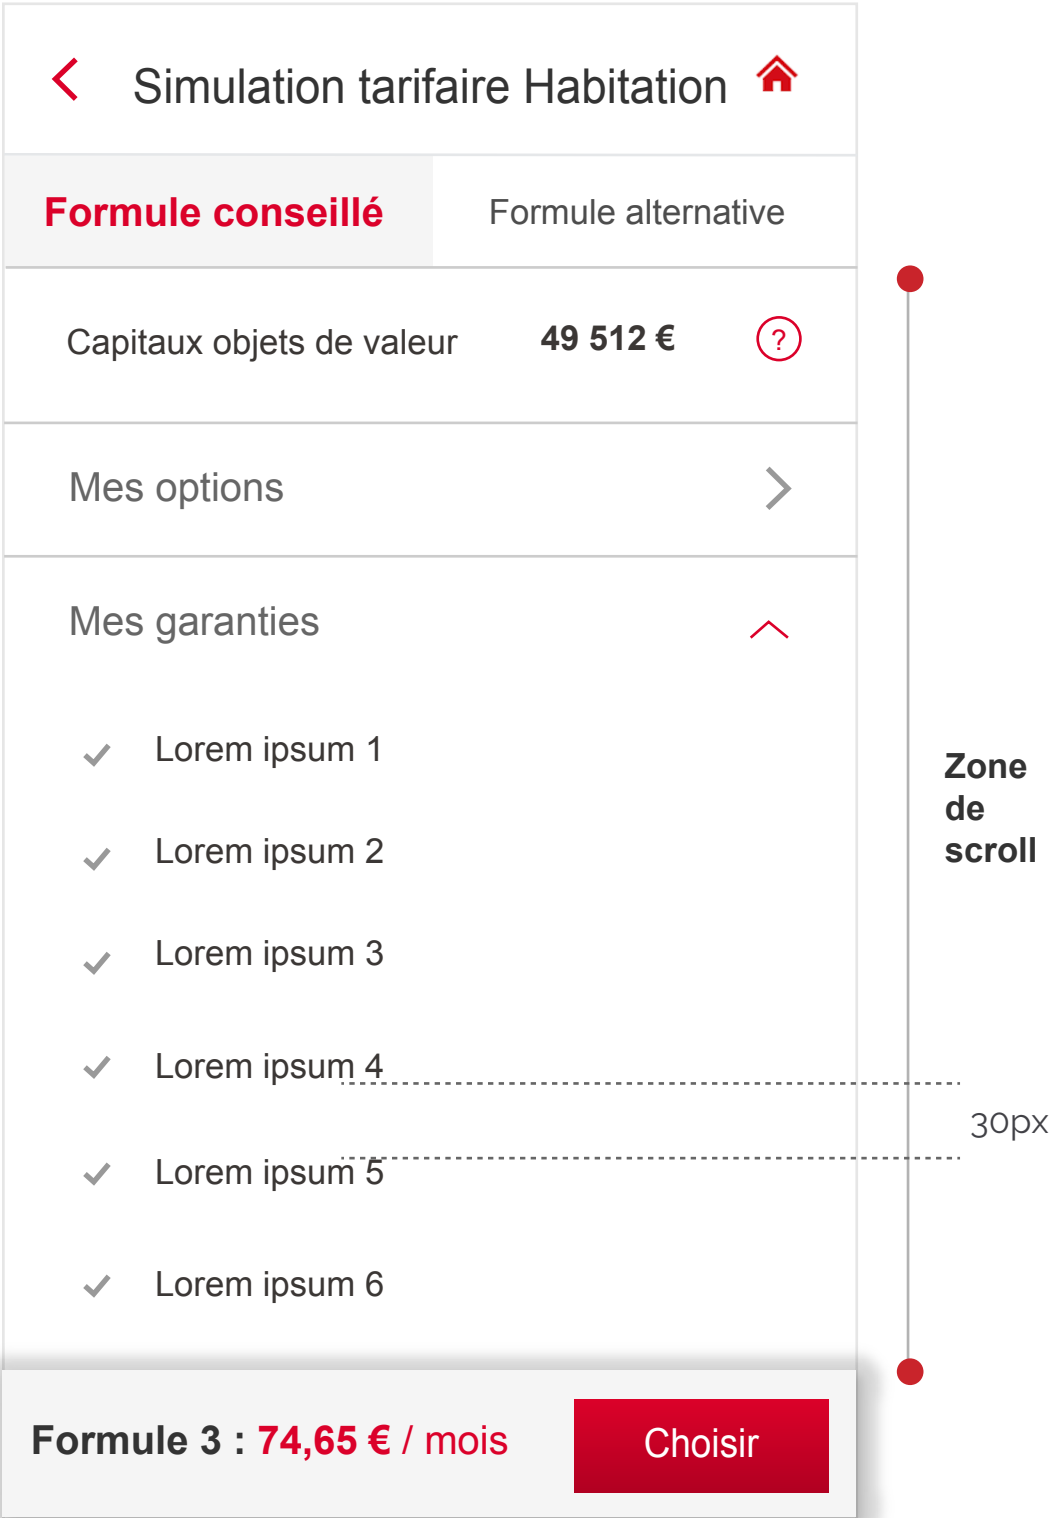 Simulation tarifaire Habitation
Formule conseillé
Formule alternative
Capitaux objets de valeur
49 512 €
?
Mes options
Mes garanties
Lorem ipsum 1
Lorem ipsum 2
Lorem ipsum 3
Lorem ipsum 4
Lorem ipsum 5
Lorem ipsum 6
Zone
de
scroll
30px
Formule 3 : 74,65 € / mois
Choisir